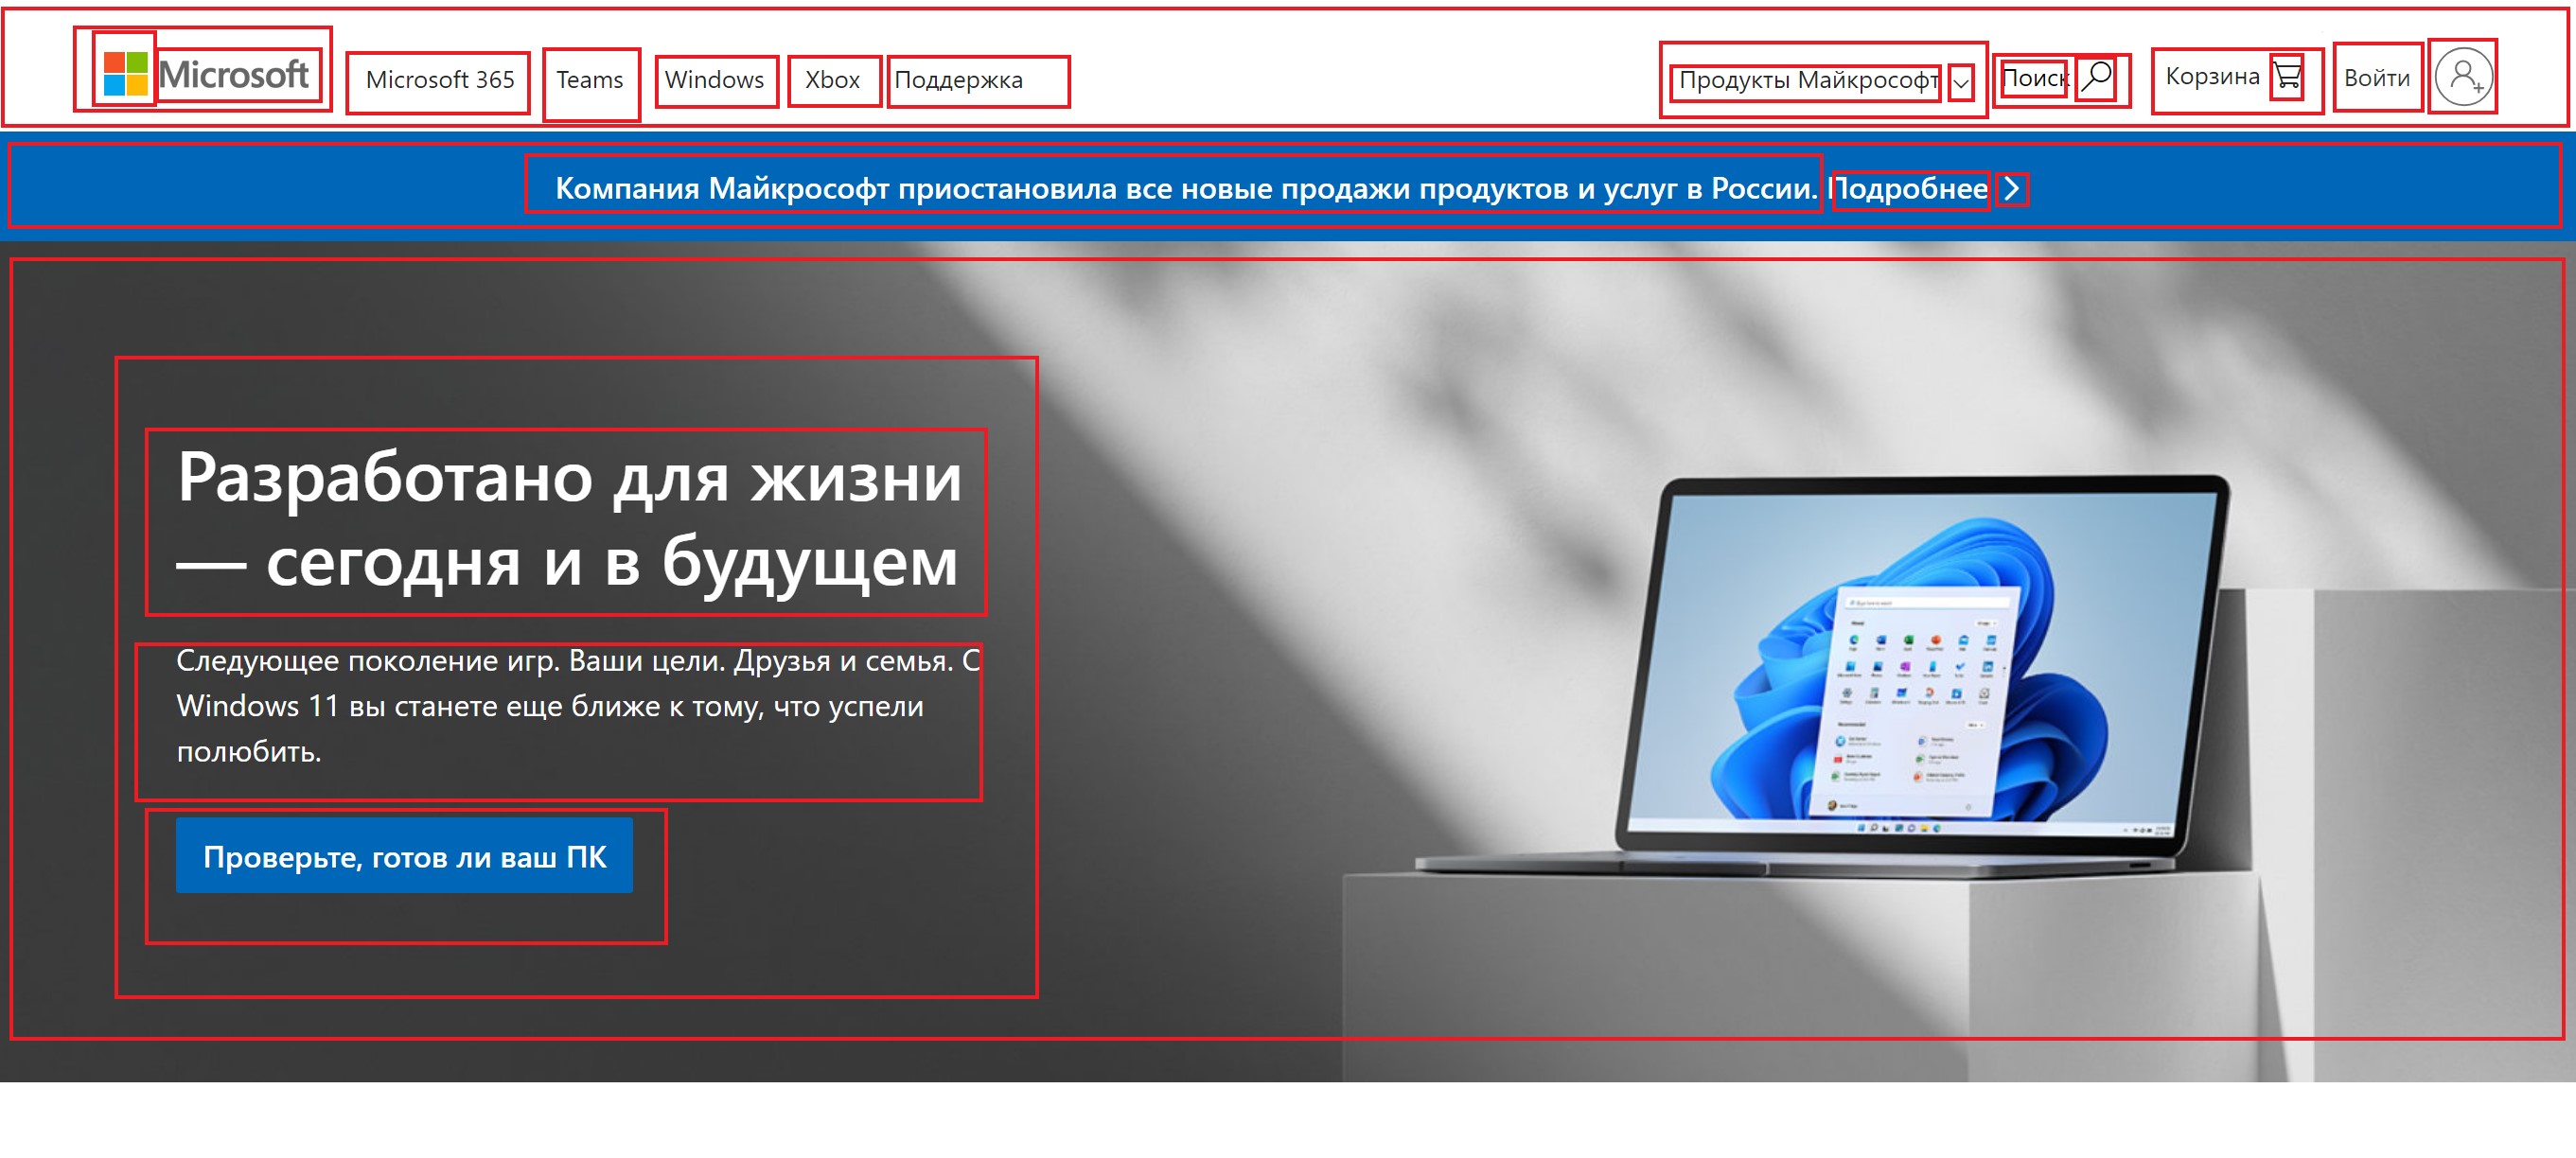 Microsoft Microsoft 365 Teams Windows Xbox Поддержка Продукты Майкрософт Поиск Корзина Войти
Компания Майкрософт приостановила все новые продажи продуктов и услуг в России. Подробнее
Разработано для жизни
— сегодня и в будущем
Следующее поколение игр. Ваши цели. Друзья и семья. С
Windows 11 вы станете еще ближе к тому, что успели
полюбить.
Проверьте, готов ли ваш ПК